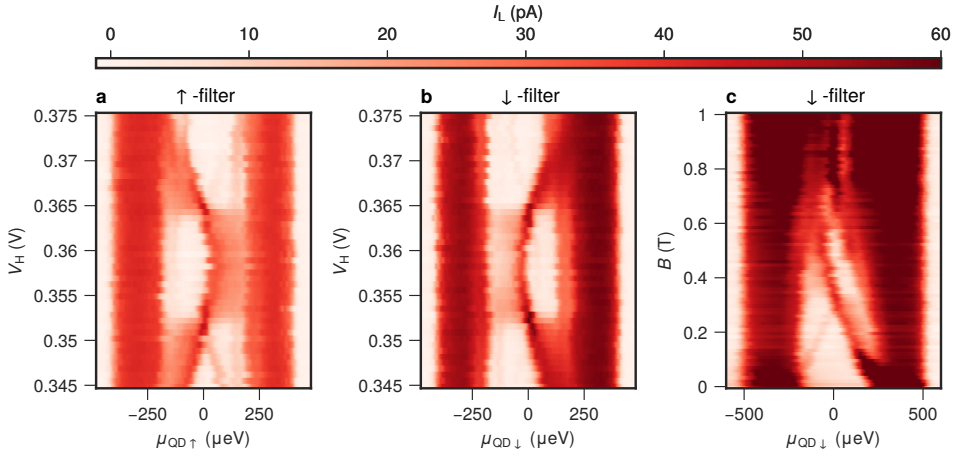 I_L (pA)
0 10 20 30 40 50 60
a ↑ -filter
0.375
0.37
0.365
0.36
0.355
0.35
0.345
V_H (V)
−250 0 250
μ_QD↑ (μeV)
b ↓ -filter
0.375
0.37
0.365
0.36
0.355
0.35
0.345
V_H (V)
−250 0 250
μ_QD↓ (μeV)
c ↓ -filter
1
0.8
0.6
0.4
0.2
0
B (T)
−500 0 500
μ_QD↓ (μeV)